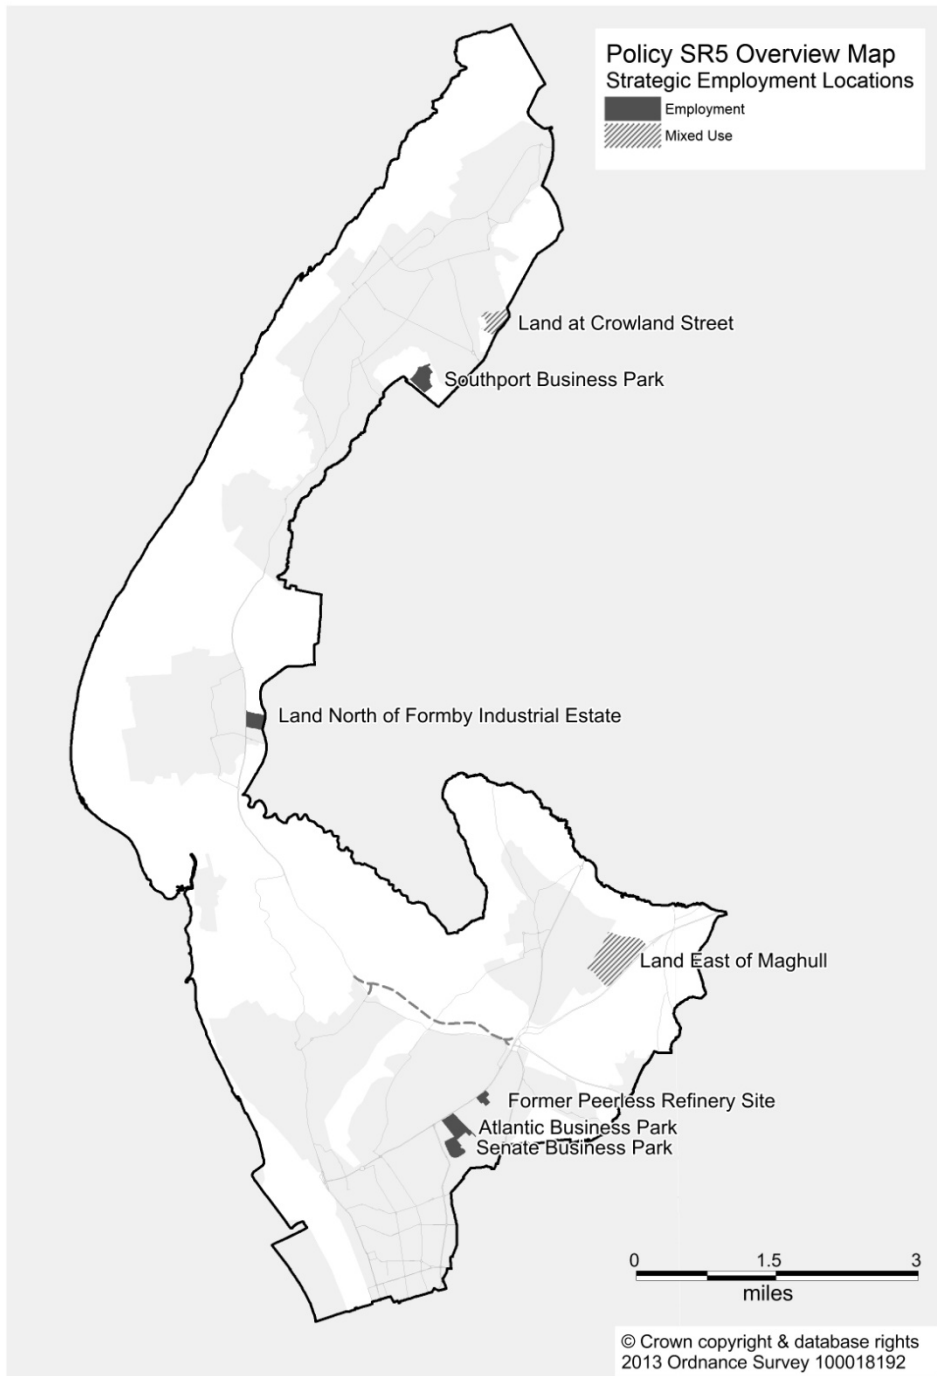 Policy SR5 Overview Map
Strategic Employment Locations
Employment
Mixed Use
Land at Crowland Street
Southport Business Park
Land North of Formby Industrial Estate
Land East of Maghull
Former Peerless Refinery Site
Atlantic Business Park
Senate Business Park
0 1.5 3
miles
© Crown copyright & database rights
2013 Ordnance Survey 100018192